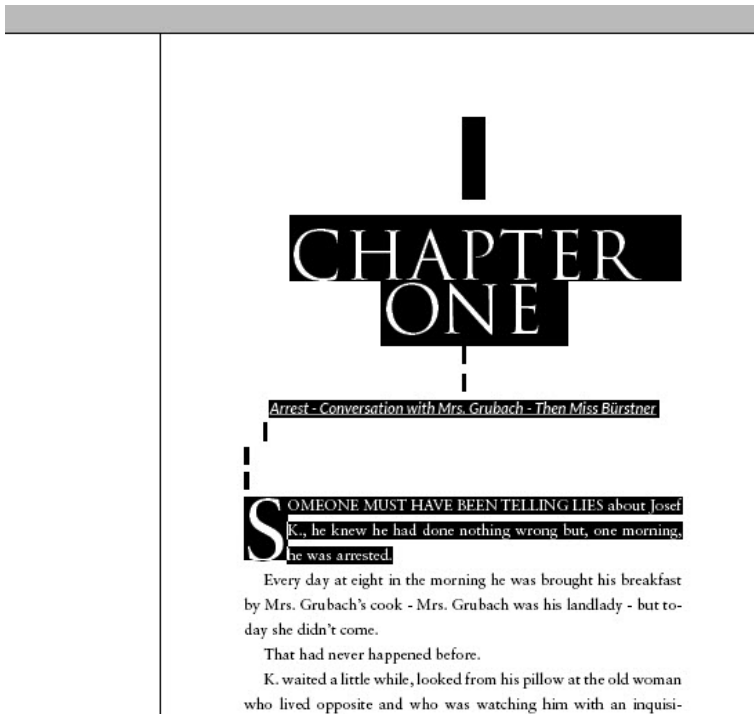 CHAPTER
ONE
Arrest - Conversation with Mrs. Grubach - Then Miss Bürstner
SOMEONE MUST HAVE BEEN TELLING LIES about Josef
K., he knew he had done nothing wrong but, one morning,
he was arrested.
Every day at eight in the morning he was brought his breakfast
by Mrs. Grubach's cook - Mrs. Grubach was his landlady - but to-
day she didn't come.
That had never happened before.
K. waited a little while, looked from his pillow at the old woman
who lived opposite and who was watching him with an inquisi-